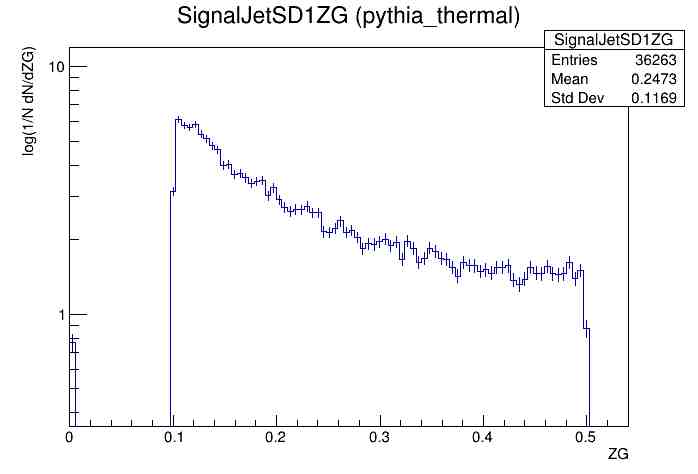 SignalJetSD1ZG (pythia_thermal)
SignalJetSD1ZG
Entries 36263
Mean 0.2473
Std Dev 0.1169
log(1/N dN/dZG)
10
1
0 0.1 0.2 0.3 0.4 0.5
ZG